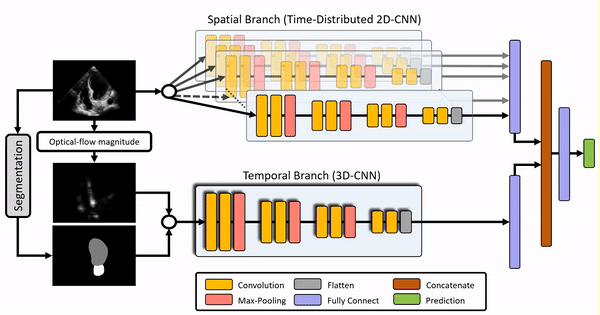 Spatial Branch (Time-Distributed 2D-CNN)
Optical-flow magnitude
Segmentation
Temporal Branch (3D-CNN)
Convolution
Flatten
Concatenate
Max-Pooling
Fully Connect
Prediction